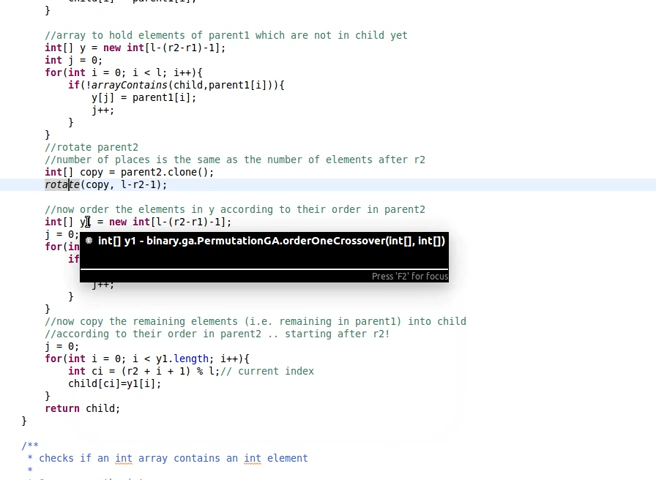 //array to hold elements of parent1 which are not in child yet
int[] y = new int[l-(r2-r1)-1];
int j = 0;
for(int i = 0; i < l; i++){
if(!arrayContains(child,parent1[i])){
y[j] = parent1[i];
j++;
}
}
//rotate parent2
//number of places is the same as the number of elements after r2
int[] copy = parent2.clone();
rotate(copy, l-r2-1);
//now order the elements in y according to their order in parent2
int[] y1 = new int[l-(r2-r1)-1];
j = 0;
int[] y1 - binary.ga.PermutationGA.orderOneCrossover(int[], int[])
for(in
if
Press 'F2' for focus
j++;
}
}
//now copy the remaining elements (i.e. remaining in parent1) into child
//according to their order in parent2 .. starting after r2!
j = 0;
for(int i = 0; i < y1.length; i++){
int ci = (r2 + i + 1) % l;// current index
child[ci]=y1[i];
}
return child;
}
/**
* checks if an int array contains an int element
*